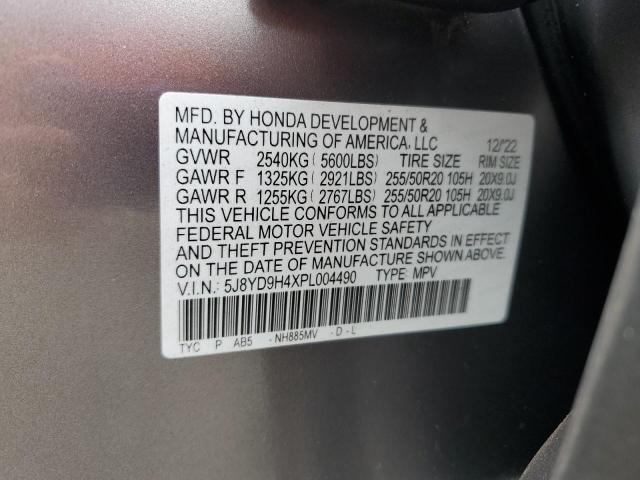 MFD. BY HONDA DEVELOPMENT &
MANUFACTURING OF AMERICA, LLC 12/'22
GVWR 2540KG ( 5600LBS) TIRE SIZE RIM SIZE
GAWR F 1325KG ( 2921LBS) 255/50R20 105H 20X9.0J
GAWR R 1255KG ( 2767LBS) 255/50R20 105H 20X9.0J
THIS VEHICLE CONFORMS TO ALL APPLICABLE
FEDERAL MOTOR VEHICLE SAFETY
AND THEFT PREVENTION STANDARDS IN EFFECT
ON THE DATE OF MANUFACTURE SHOWN ABOVE.
V.I.N.: 5J8YD9H4XPL004490 TYPE: MPV
TYC P AB5 -NH885MV -D-L